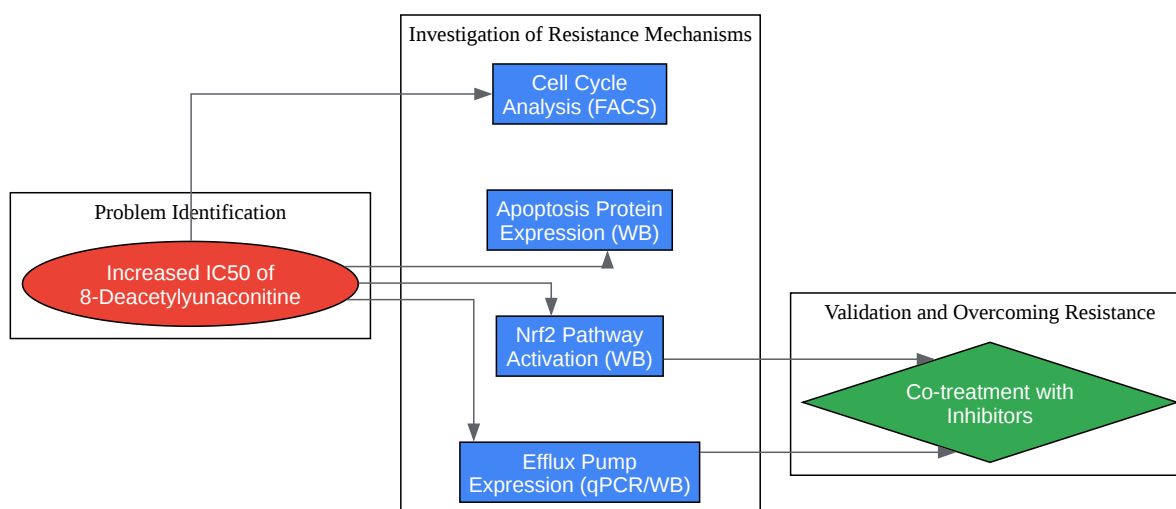 Investigation of Resistance Mechanisms
Cell Cycle
Analysis (FACS)
Problem Identification
Increased IC50 of
8-Deacetylyunaconitine
Apoptosis Protein
Expression (WB)
Nrf2 Pathway
Activation (WB)
Efflux Pump
Expression (qPCR/WB)
Validation and Overcoming Resistance
Co-treatment with
Inhibitors